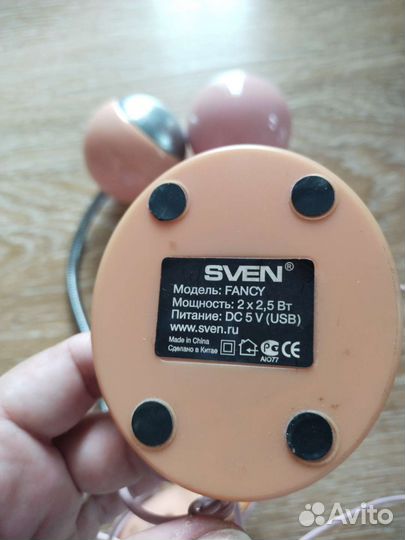 SVEN®
Модель: FANCY
Мощность: 2 x 2,5 Вт
Питание: DC 5 V (USB)
www.sven.ru
Made in China
Сделано в Китае
CE
АЮ77
Avito